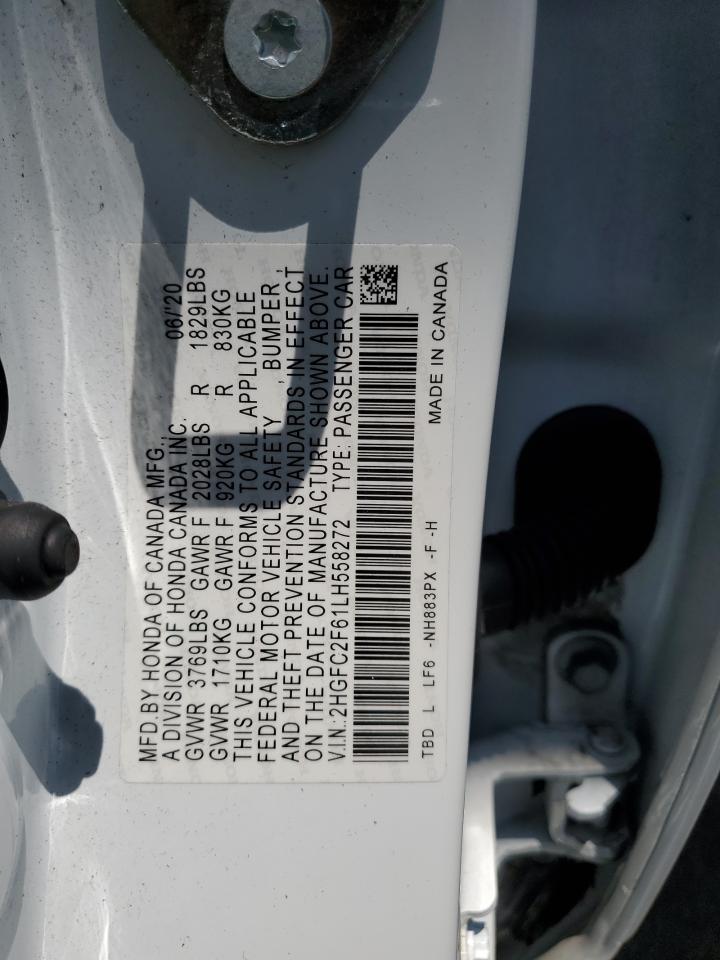 MFD.BY HONDA OF CANADA MFG.,
A DIVISION OF HONDA CANADA INC. 06/'20
GVWR 3769LBS GAWR F 2028LBS R 1829LBS
GVWR 1710KG GAWR F 920KG R 830KG
THIS VEHICLE CONFORMS TO ALL APPLICABLE
FEDERAL MOTOR VEHICLE SAFETY , BUMPER ,
AND THEFT PREVENTION STANDARDS IN EFFECT
ON THE DATE OF MANUFACTURE SHOWN ABOVE.
V.I.N.: 2HGFC2F61LH558272 TYPE: PASSENGER CAR
TBD L LF6 -NH883PX -F -H MADE IN CANADA